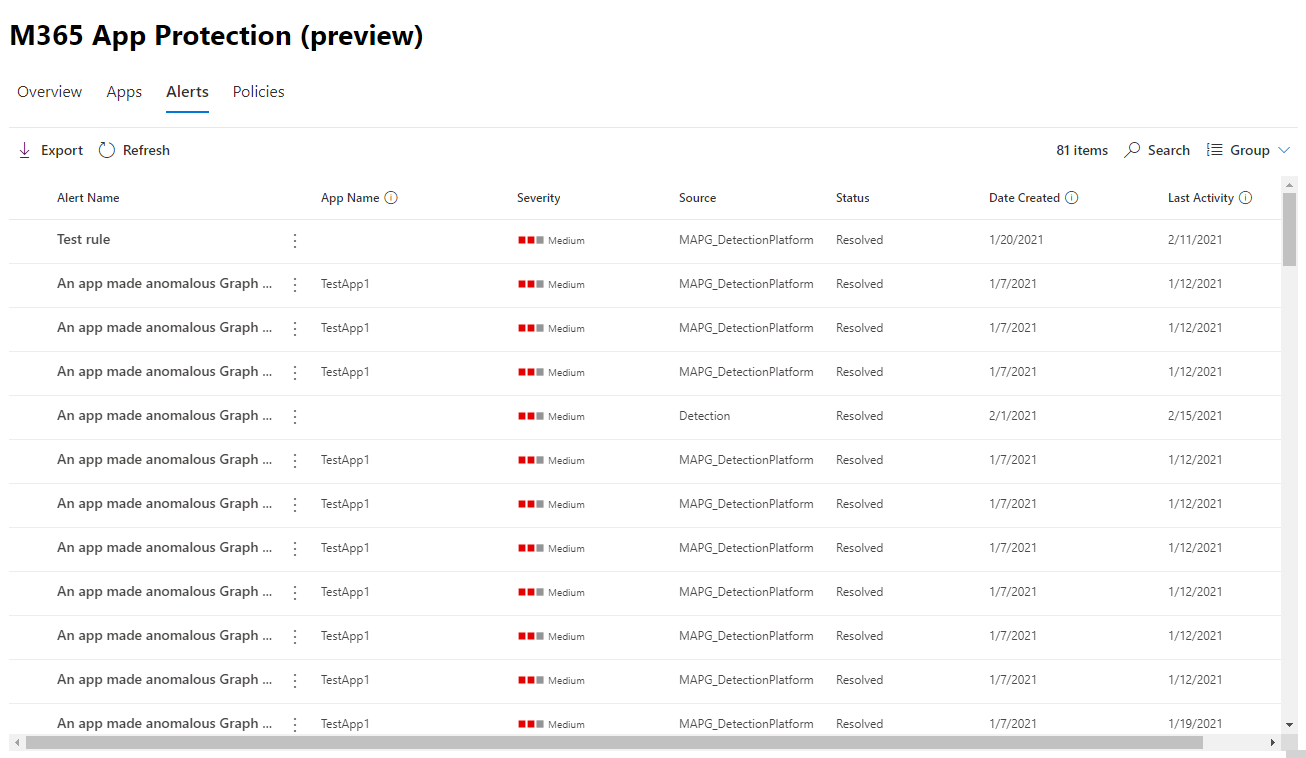 M365 App Protection (preview)
Overview Apps Alerts Policies
Export Refresh 81 items Search Group
Alert Name App Name Severity Source Status Date Created Last Activity
Test rule Medium MAPG_DetectionPlatform Resolved 1/20/2021 2/11/2021
An app made anomalous Graph ... TestApp1 Medium MAPG_DetectionPlatform Resolved 1/7/2021 1/12/2021
An app made anomalous Graph ... TestApp1 Medium MAPG_DetectionPlatform Resolved 1/7/2021 1/12/2021
An app made anomalous Graph ... TestApp1 Medium MAPG_DetectionPlatform Resolved 1/7/2021 1/12/2021
An app made anomalous Graph ... Medium Detection Resolved 2/1/2021 2/15/2021
An app made anomalous Graph ... TestApp1 Medium MAPG_DetectionPlatform Resolved 1/7/2021 1/12/2021
An app made anomalous Graph ... TestApp1 Medium MAPG_DetectionPlatform Resolved 1/7/2021 1/12/2021
An app made anomalous Graph ... TestApp1 Medium MAPG_DetectionPlatform Resolved 1/7/2021 1/12/2021
An app made anomalous Graph ... TestApp1 Medium MAPG_DetectionPlatform Resolved 1/7/2021 1/12/2021
An app made anomalous Graph ... TestApp1 Medium MAPG_DetectionPlatform Resolved 1/7/2021 1/12/2021
An app made anomalous Graph ... TestApp1 Medium MAPG_DetectionPlatform Resolved 1/7/2021 1/12/2021
An app made anomalous Graph ... TestApp1 Medium MAPG_DetectionPlatform Resolved 1/7/2021 1/19/2021